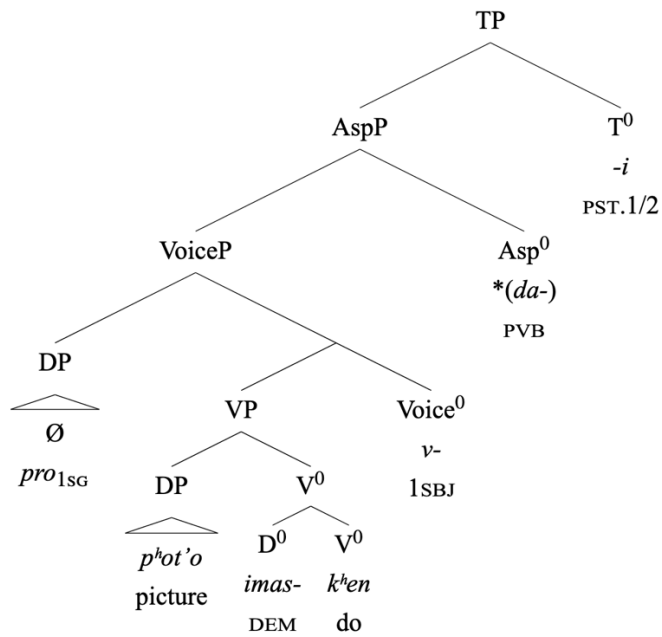 TP
AspP T⁰
-i
PST.1/2
VoiceP Asp⁰
*(da-)
PVB
DP
VP Voice⁰
Ø
v-
pro1SG
1SBJ
DP V⁰
D⁰ V⁰
pʰot’o imas- kʰen
picture DEM do